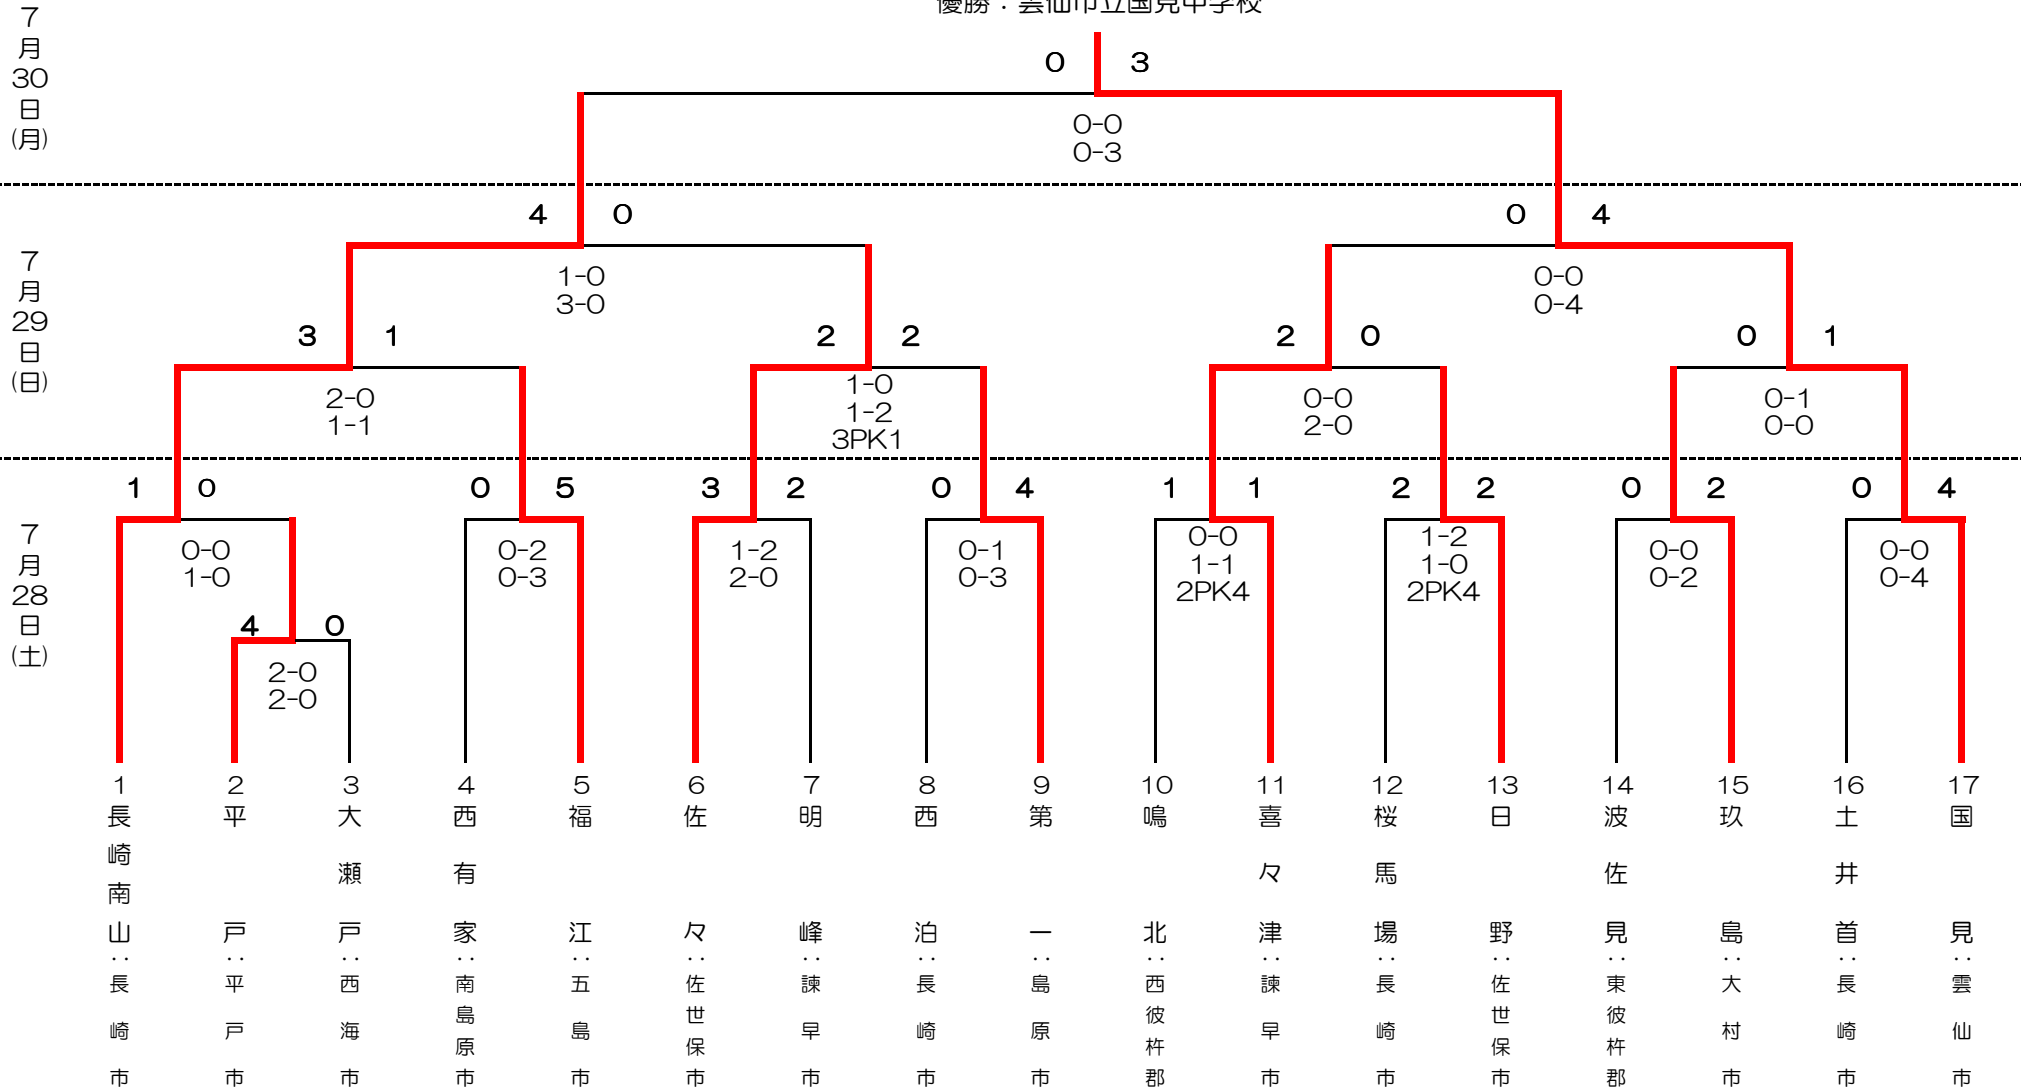 優勝：雲仙市立国見中学校
7月30日(月)
0 3
0-0
0-3
7月29日(日)
4 0
1-0
3-0
0 4
0-0
0-4
3 1
2-0
1-1
2 2
1-0
1-2
3PK1
2 0
0-0
2-0
0 1
0-1
0-0
7月28日(土)
1 0
0-0
1-0
0 5
0-2
0-3
3 2
1-2
2-0
0 4
0-1
0-3
1 1
0-0
1-1
2PK4
2 2
1-2
1-0
2PK4
0 2
0-0
0-2
0 4
0-0
0-4
4 0
2-0
2-0
1 長崎南山：長崎市
2 平戸：平戸市
3 大瀬戸：西海市
4 西有家：南島原市
5 福江：五島市
6 佐々：佐世保市
7 明峰：諫早市
8 西泊：長崎市
9 第一：島原市
10 鳴北：西彼杵郡
11 喜々津：諫早市
12 桜馬場：長崎市
13 日野：佐世保市
14 波佐見：東彼杵郡
15 玖島：大村市
16 土井首：長崎市
17 国見：雲仙市